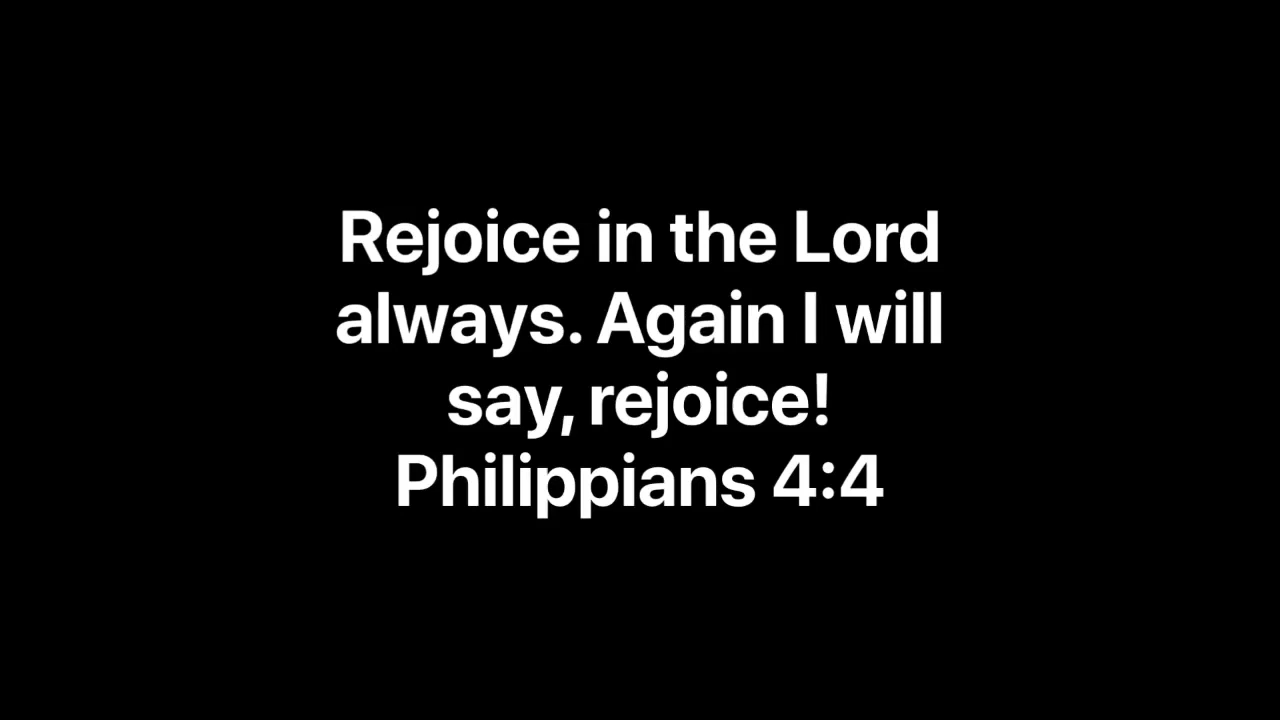 Rejoice in the Lord
always. Again I will
say, rejoice!
Philippians 4:4